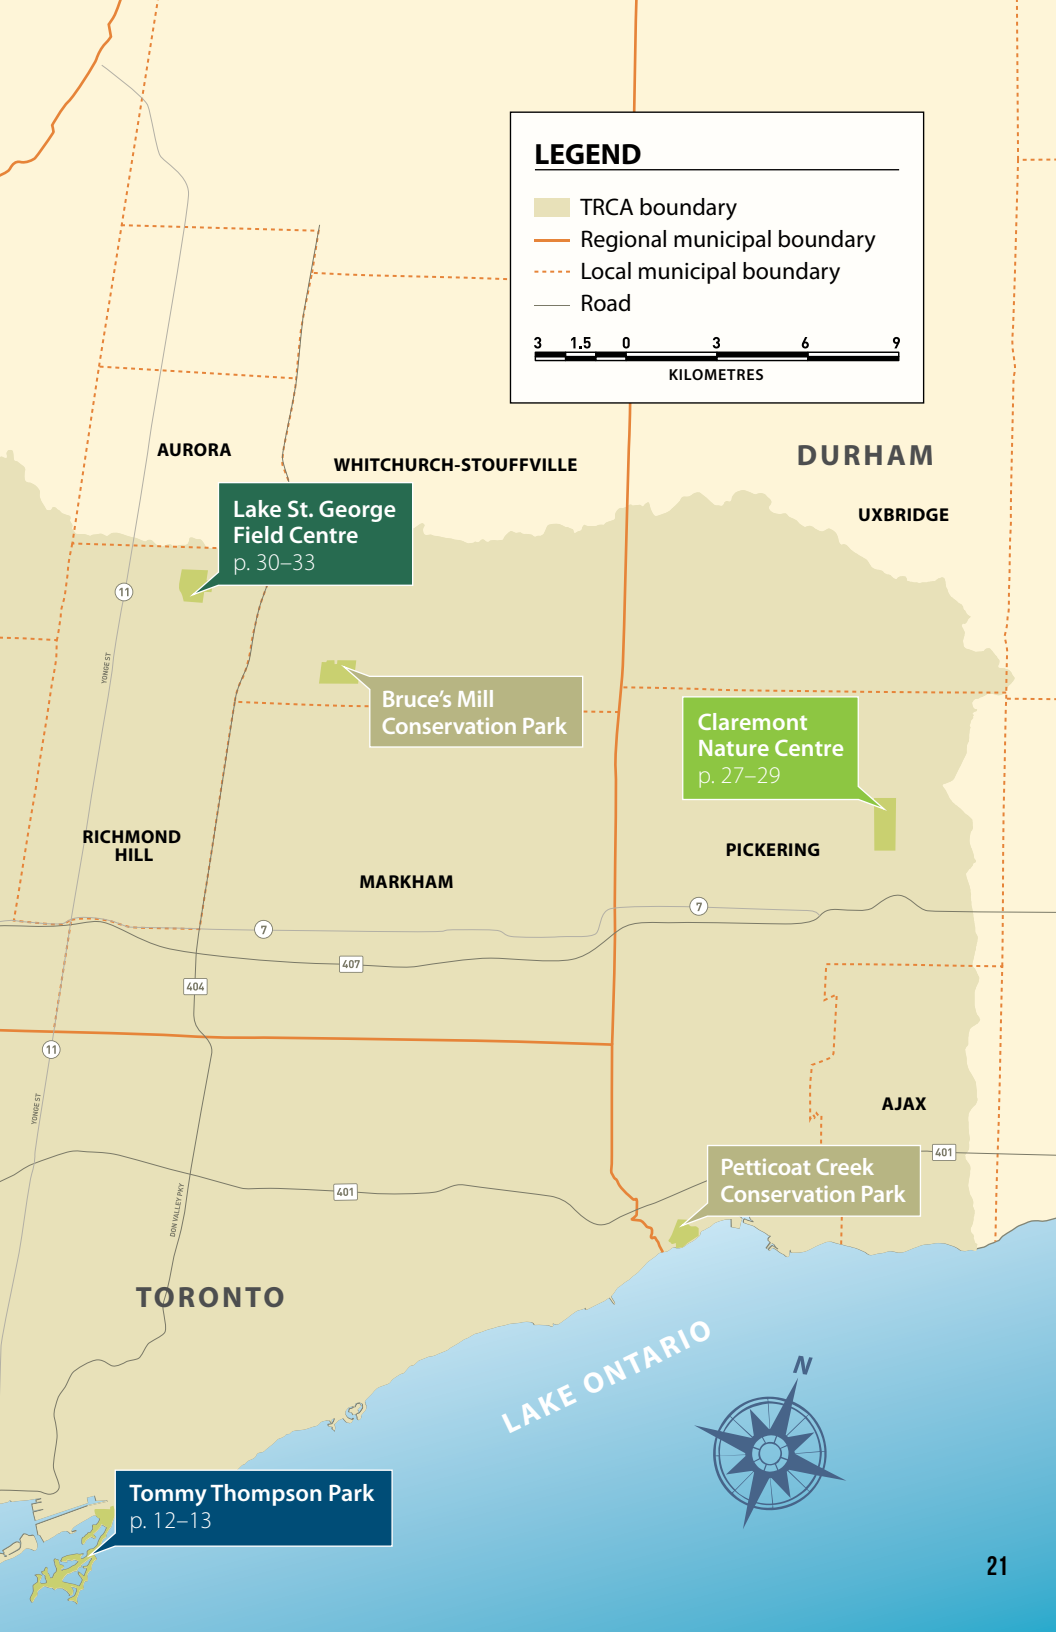 LEGEND
TRCA boundary
Regional municipal boundary
Local municipal boundary
Road
3 1.5 0 3 6 9
KILOMETRES
AURORA
WHITCHURCH-STOUFFVILLE
DURHAM
UXBRIDGE
Lake St. George
Field Centre
p. 30–33
11
YONGE ST
Bruce’s Mill
Conservation Park
Claremont
Nature Centre
p. 27–29
RICHMOND
HILL
MARKHAM
PICKERING
7
7
407
404
11
YONGE ST
AJAX
401
Petticoat Creek
Conservation Park
401
DON VALLEY PKY
TORONTO
LAKE ONTARIO
N
Tommy Thompson Park
p. 12–13
21